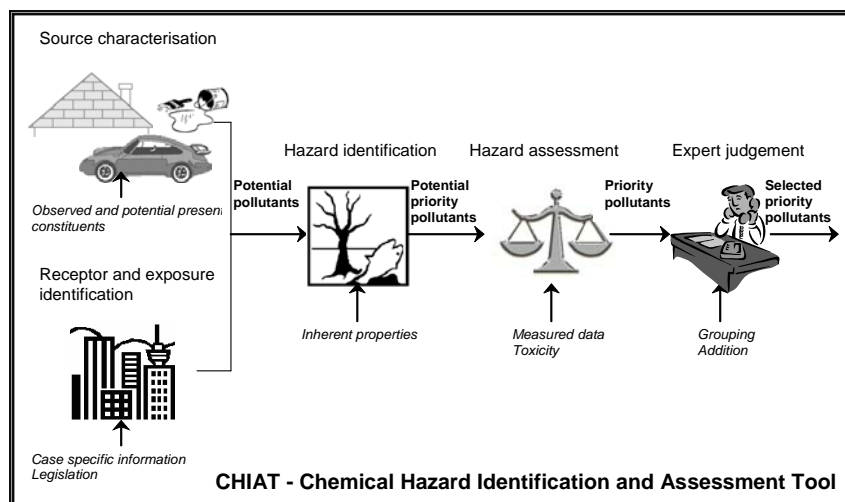 Source characterisation
Observed and potential present
constituents
Receptor and exposure
identification
Case specific information
Legislation
Potential
pollutants
Hazard identification
Inherent properties
Potential
priority
pollutants
Hazard assessment
Measured data
Toxicity
Priority
pollutants
Expert judgement
Grouping
Addition
Selected
priority
pollutants
CHIAT - Chemical Hazard Identification and Assessment Tool